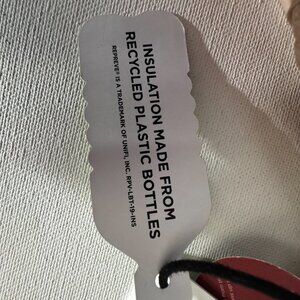 INSULATION MADE FROM
RECYCLED PLASTIC BOTTLES
REPREVE® IS A TRADEMARK OF UNIFI, INC. RPV-LBT-19-INS